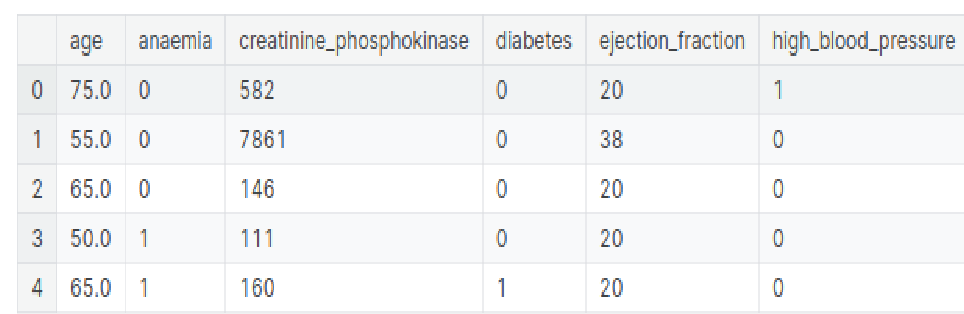 age anaemia creatinine_phosphokinase diabetes ejection_fraction high_blood_pressure
0 75.0 0 582 0 20 1
1 55.0 0 7861 0 38 0
2 65.0 0 146 0 20 0
3 50.0 1 111 0 20 0
4 65.0 1 160 1 20 0